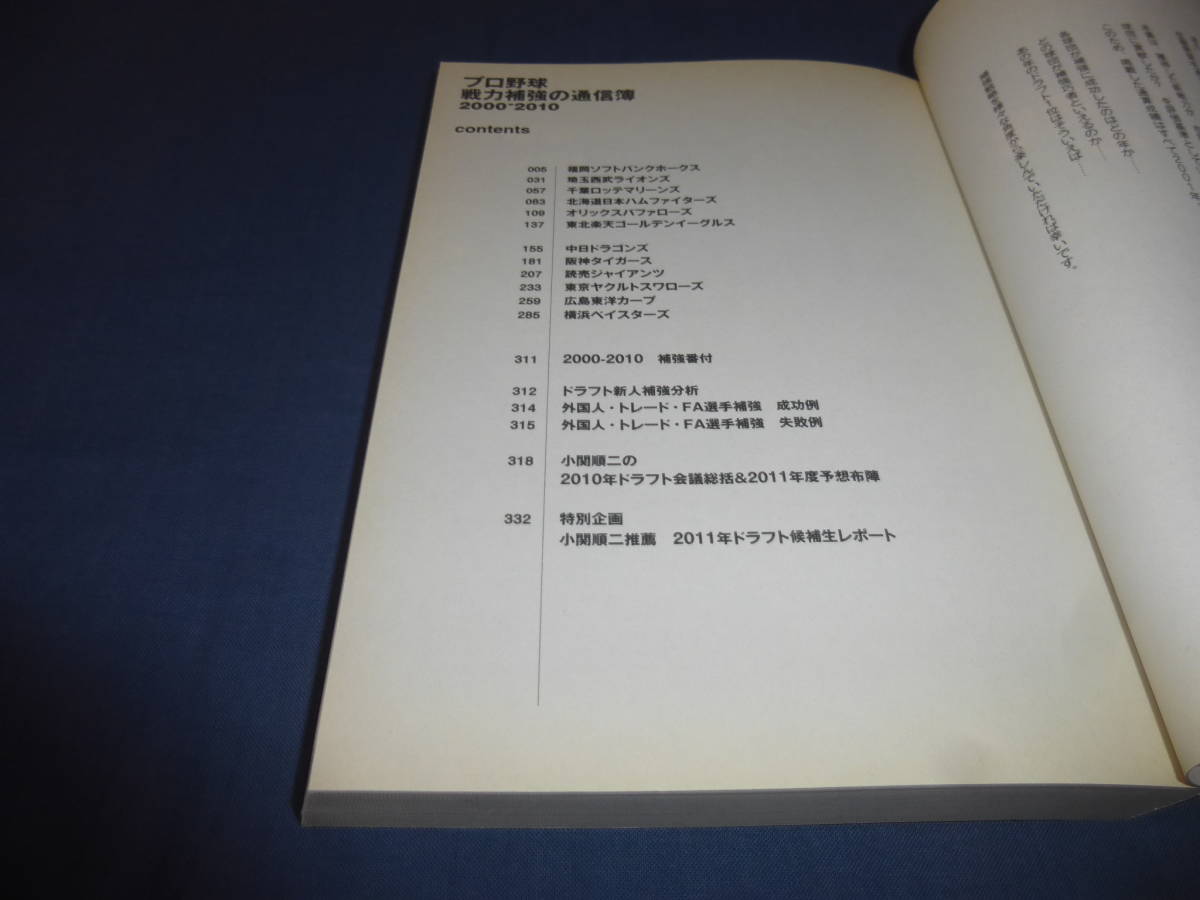 プロ野球
戦力補強の通信簿
2000-2010
contents
005 福岡ソフトバンクホークス
031 埼玉西武ライオンズ
057 千葉ロッテマリーンズ
083 北海道日本ハムファイターズ
109 オリックスバファローズ
137 東北楽天ゴールデンイーグルス
155 中日ドラゴンズ
181 阪神タイガース
207 読売ジャイアンツ
233 東京ヤクルトスワローズ
259 広島東洋カープ
285 横浜ベイスターズ
311 2000-2010 補強番付
312 ドラフト新人補強分析
314 外国人・トレード・FA選手補強 成功例
315 外国人・トレード・FA選手補強 失敗例
318 小関順二の
2010年ドラフト会議総括&2011年度予想布陣
332 特別企画
小関順二推薦 2011年ドラフト候補生レポート